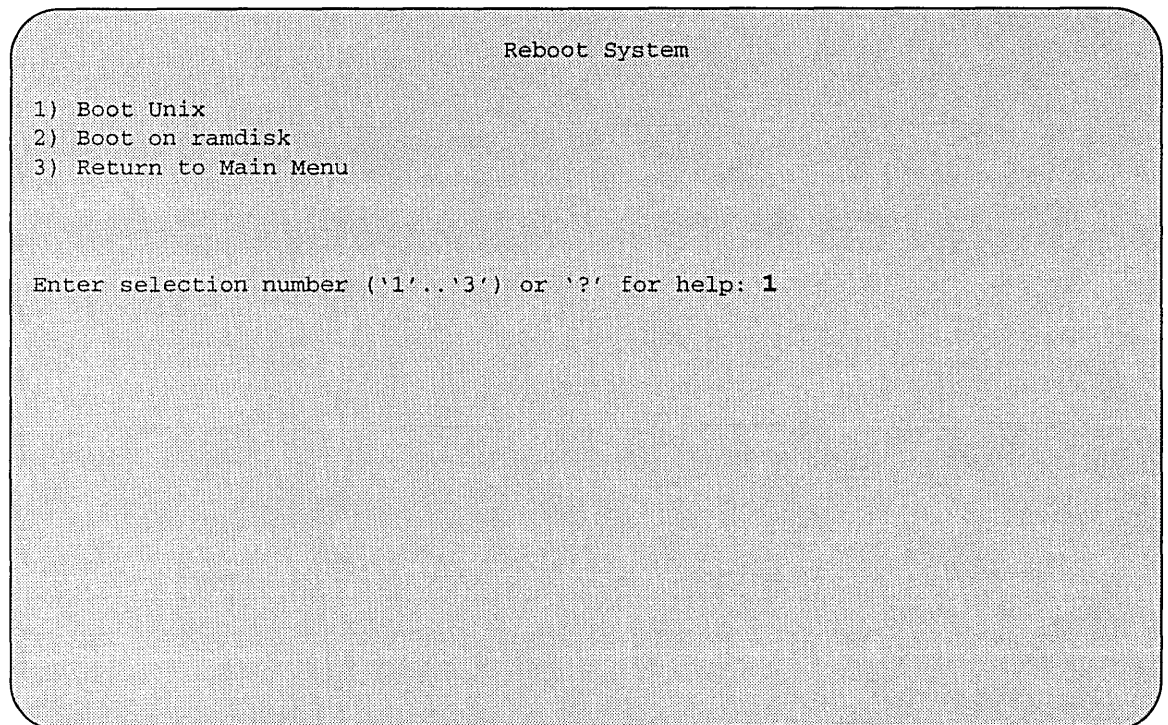 Reboot System
1) Boot Unix
2) Boot on ramdisk
3) Return to Main Menu
Enter selection number (‘1’..‘3’) or ‘?’ for help: 1